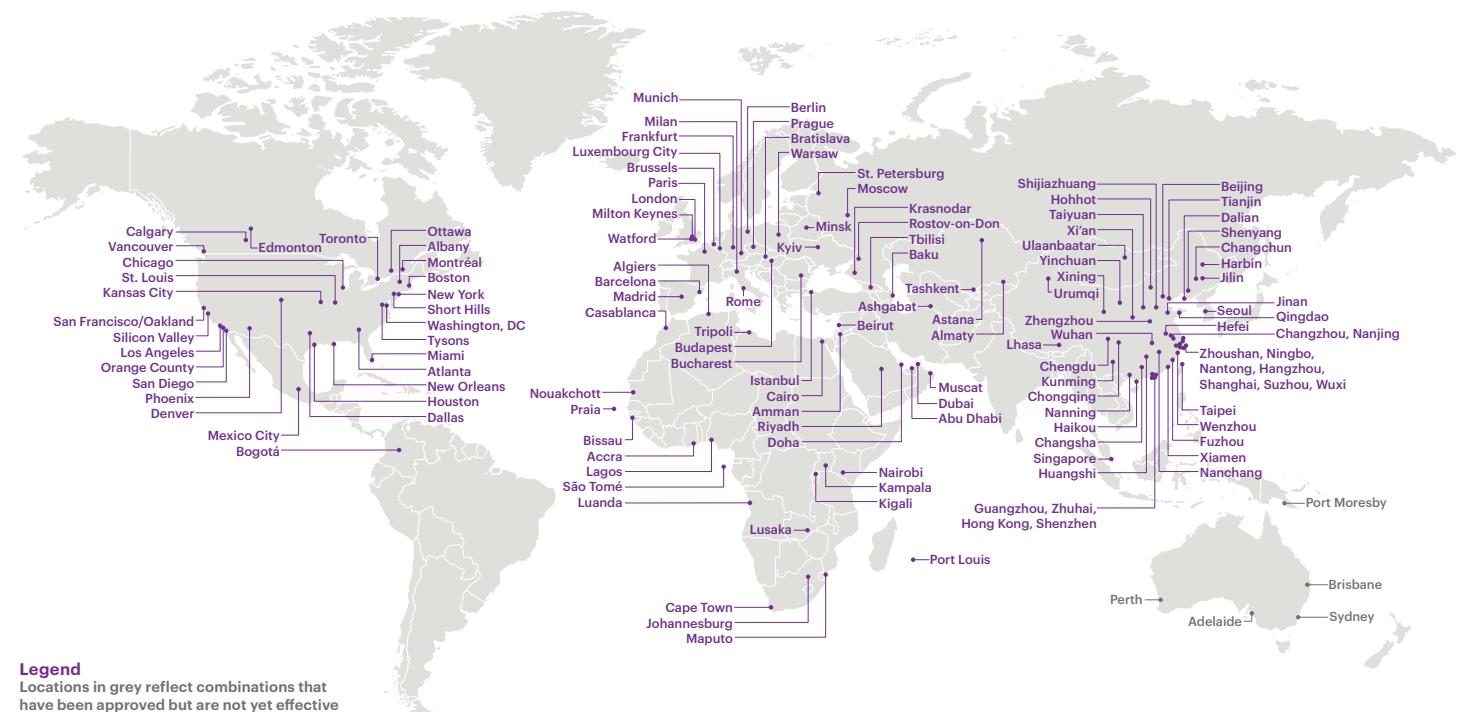 Calgary
Vancouver
Edmonton
Toronto
Chicago
St. Louis
Kansas City
San Francisco/Oakland
Silicon Valley
Los Angeles
Orange County
San Diego
Phoenix
Denver
Mexico City
Bogotá
Ottawa
Albany
Montréal
Boston
New York
Short Hills
Washington, DC
Tysons
Miami
Atlanta
New Orleans
Houston
Dallas
Munich
Milan
Frankfurt
Luxembourg City
Brussels
Paris
London
Milton Keynes
Watford
Algiers
Barcelona
Madrid
Casablanca
Rome
Tripoli
Budapest
Bucharest
Nouakchott
Praia
Bissau
Accra
Lagos
São Tomé
Luanda
Istanbul
Cairo
Amman
Riyadh
Doha
Lusaka
Cape Town
Johannesburg
Maputo
Berlin
Prague
Bratislava
Warsaw
St. Petersburg
Moscow
Minsk
Kyiv
Krasnodar
Rostov-on-Don
Tbilisi
Baku
Tashkent
Ashgabat
Astana
Almaty
Beirut
Muscat
Dubai
Abu Dhabi
Nairobi
Kampala
Kigali
Port Louis
Shijiazhuang
Hohhot
Taiyuan
Xi’an
Ulaanbaatar
Yinchuan
Xining
Urumqi
Zhengzhou
Wuhan
Lhasa
Chengdu
Kunming
Chongqing
Nanning
Haikou
Changsha
Singapore
Huangshi
Guangzhou, Zhuhai,
Hong Kong, Shenzhen
Beijing
Tianjin
Dalian
Shenyang
Changchun
Harbin
Jilin
Jinan
Seoul
Qingdao
Hefei
Changzhou, Nanjing
Zhoushan, Ningbo,
Nantong, Hangzhou,
Shanghai, Suzhou, Wuxi
Taipei
Wenzhou
Fuzhou
Xiamen
Nanchang
Port Moresby
Brisbane
Perth
Adelaide
Sydney
Legend
Locations in grey reflect combinations that
have been approved but are not yet effective